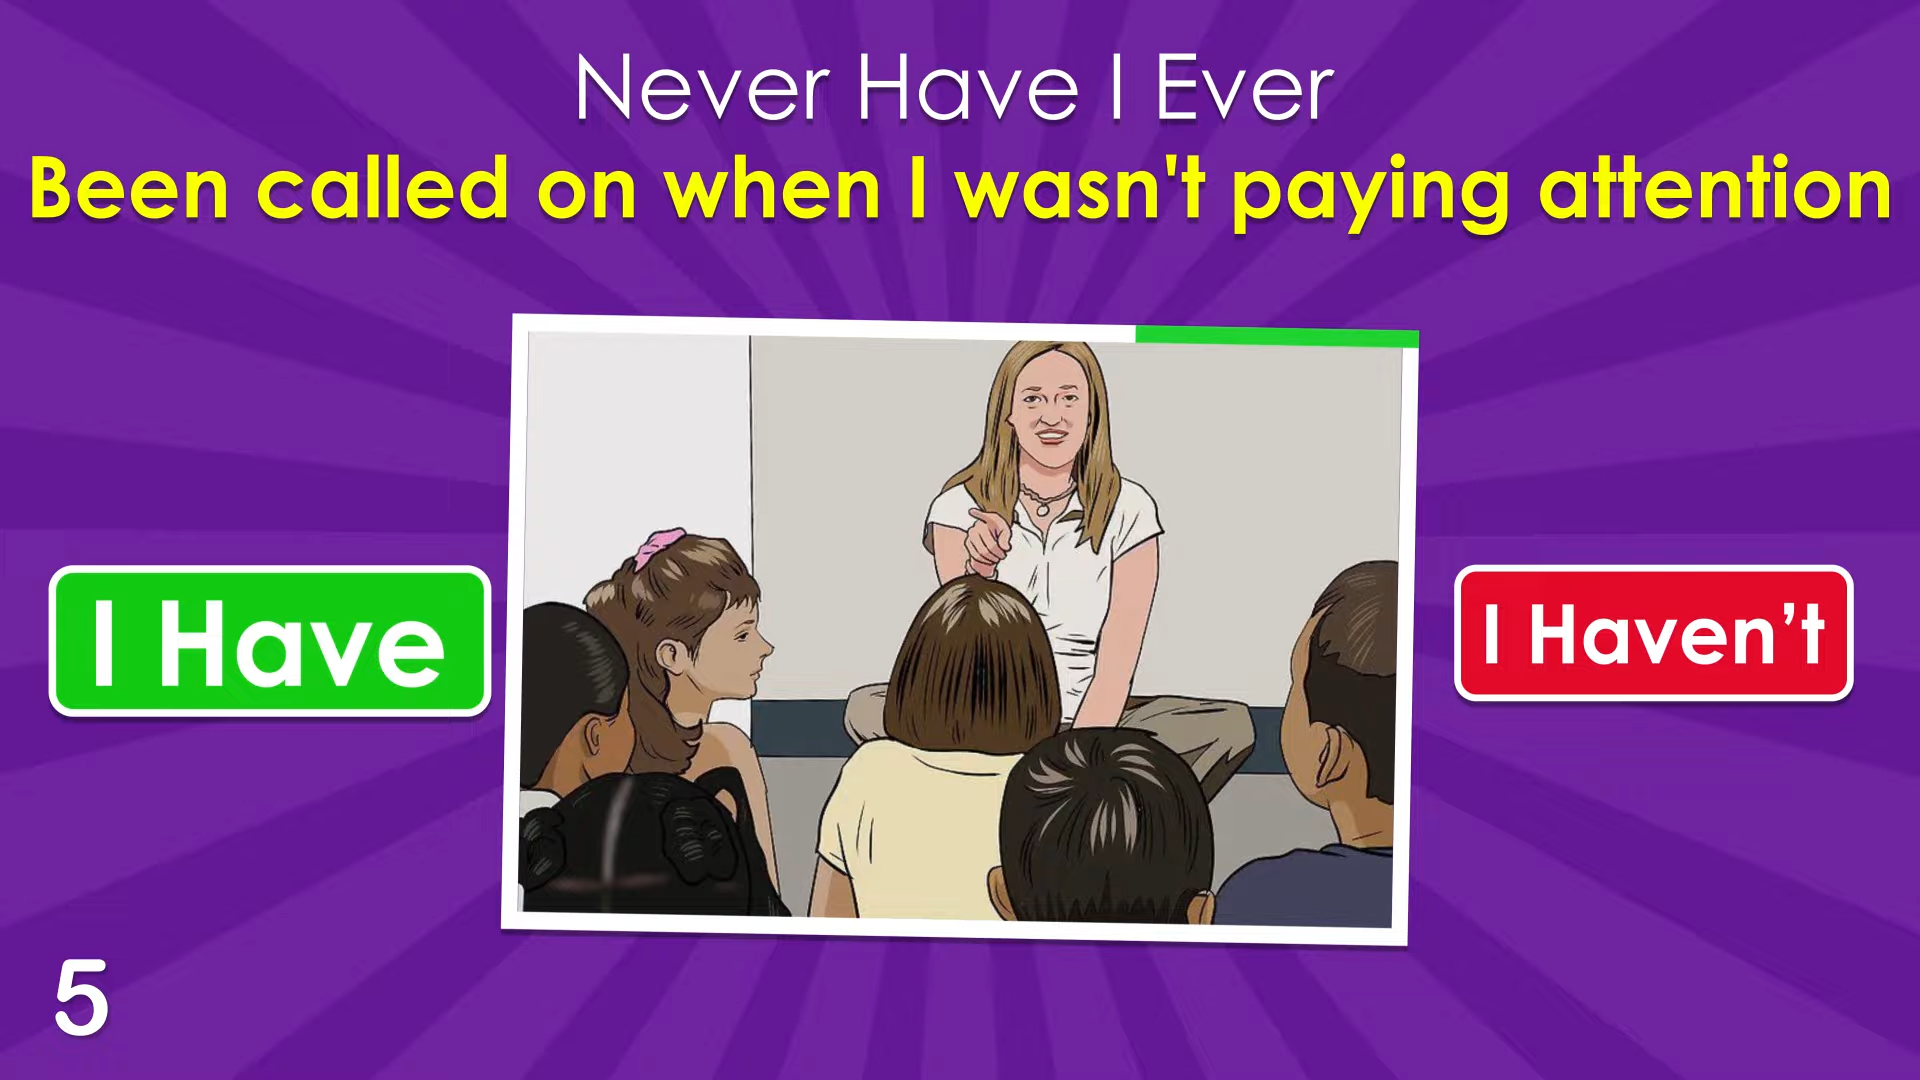 Never Have I Ever
Been called on when I wasn't paying attention
I Have
I Haven’t
5